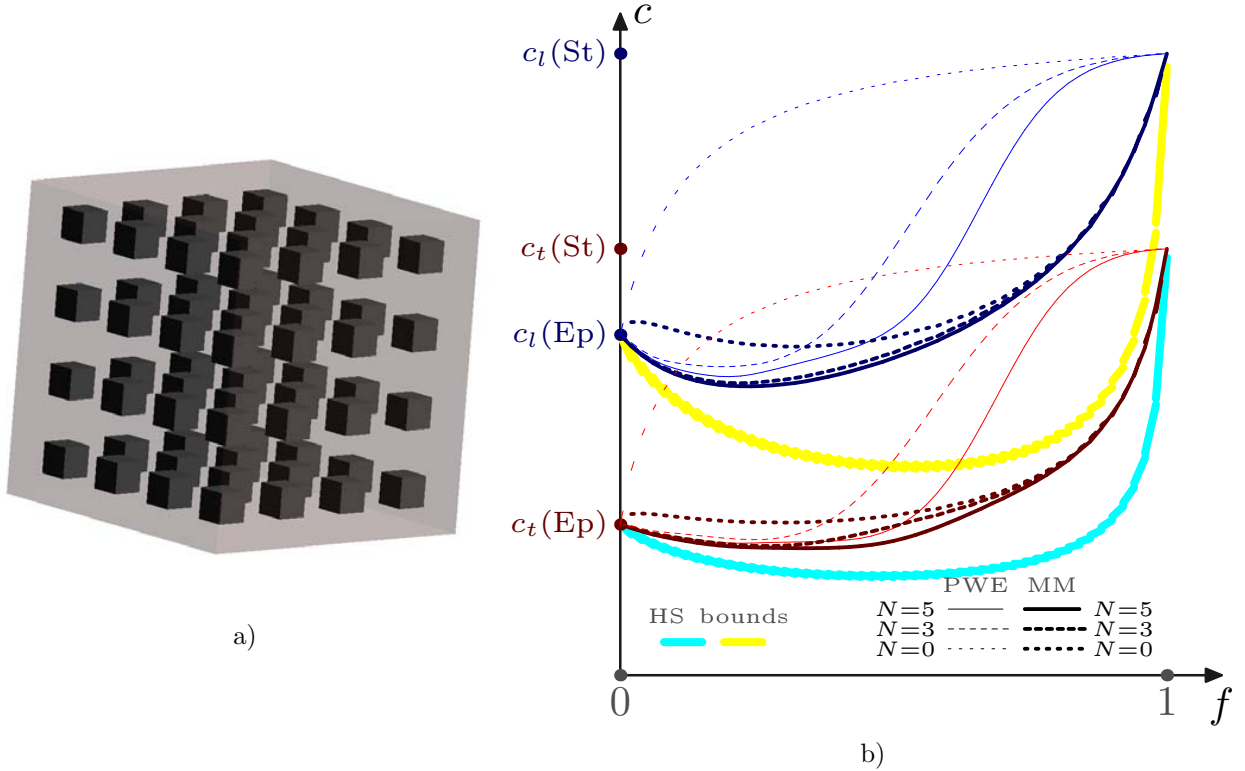 c
c_l(St)
c_t(St)
c_l(Ep)
c_t(Ep)
PWE MM
HS bounds
N=5 N=5
N=3 N=3
N=0 N=0
0 1 f
a)
b)